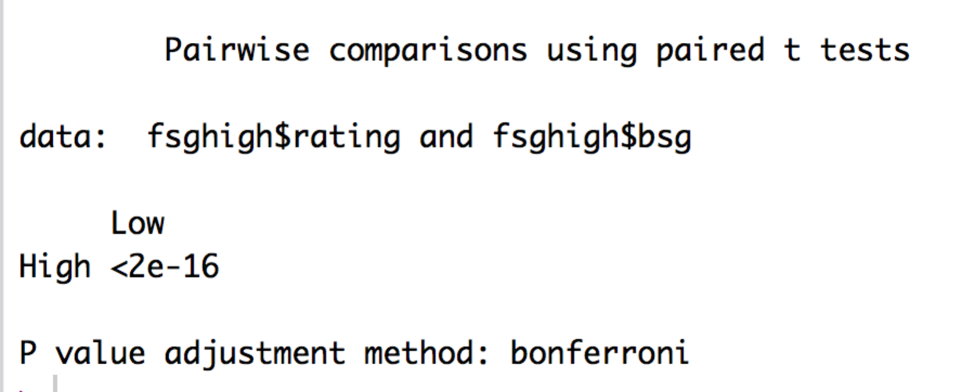 Pairwise comparisons using paired t tests
data: fsghigh$rating and fsghigh$bsg
Low
High <2e-16
P value adjustment method: bonferroni